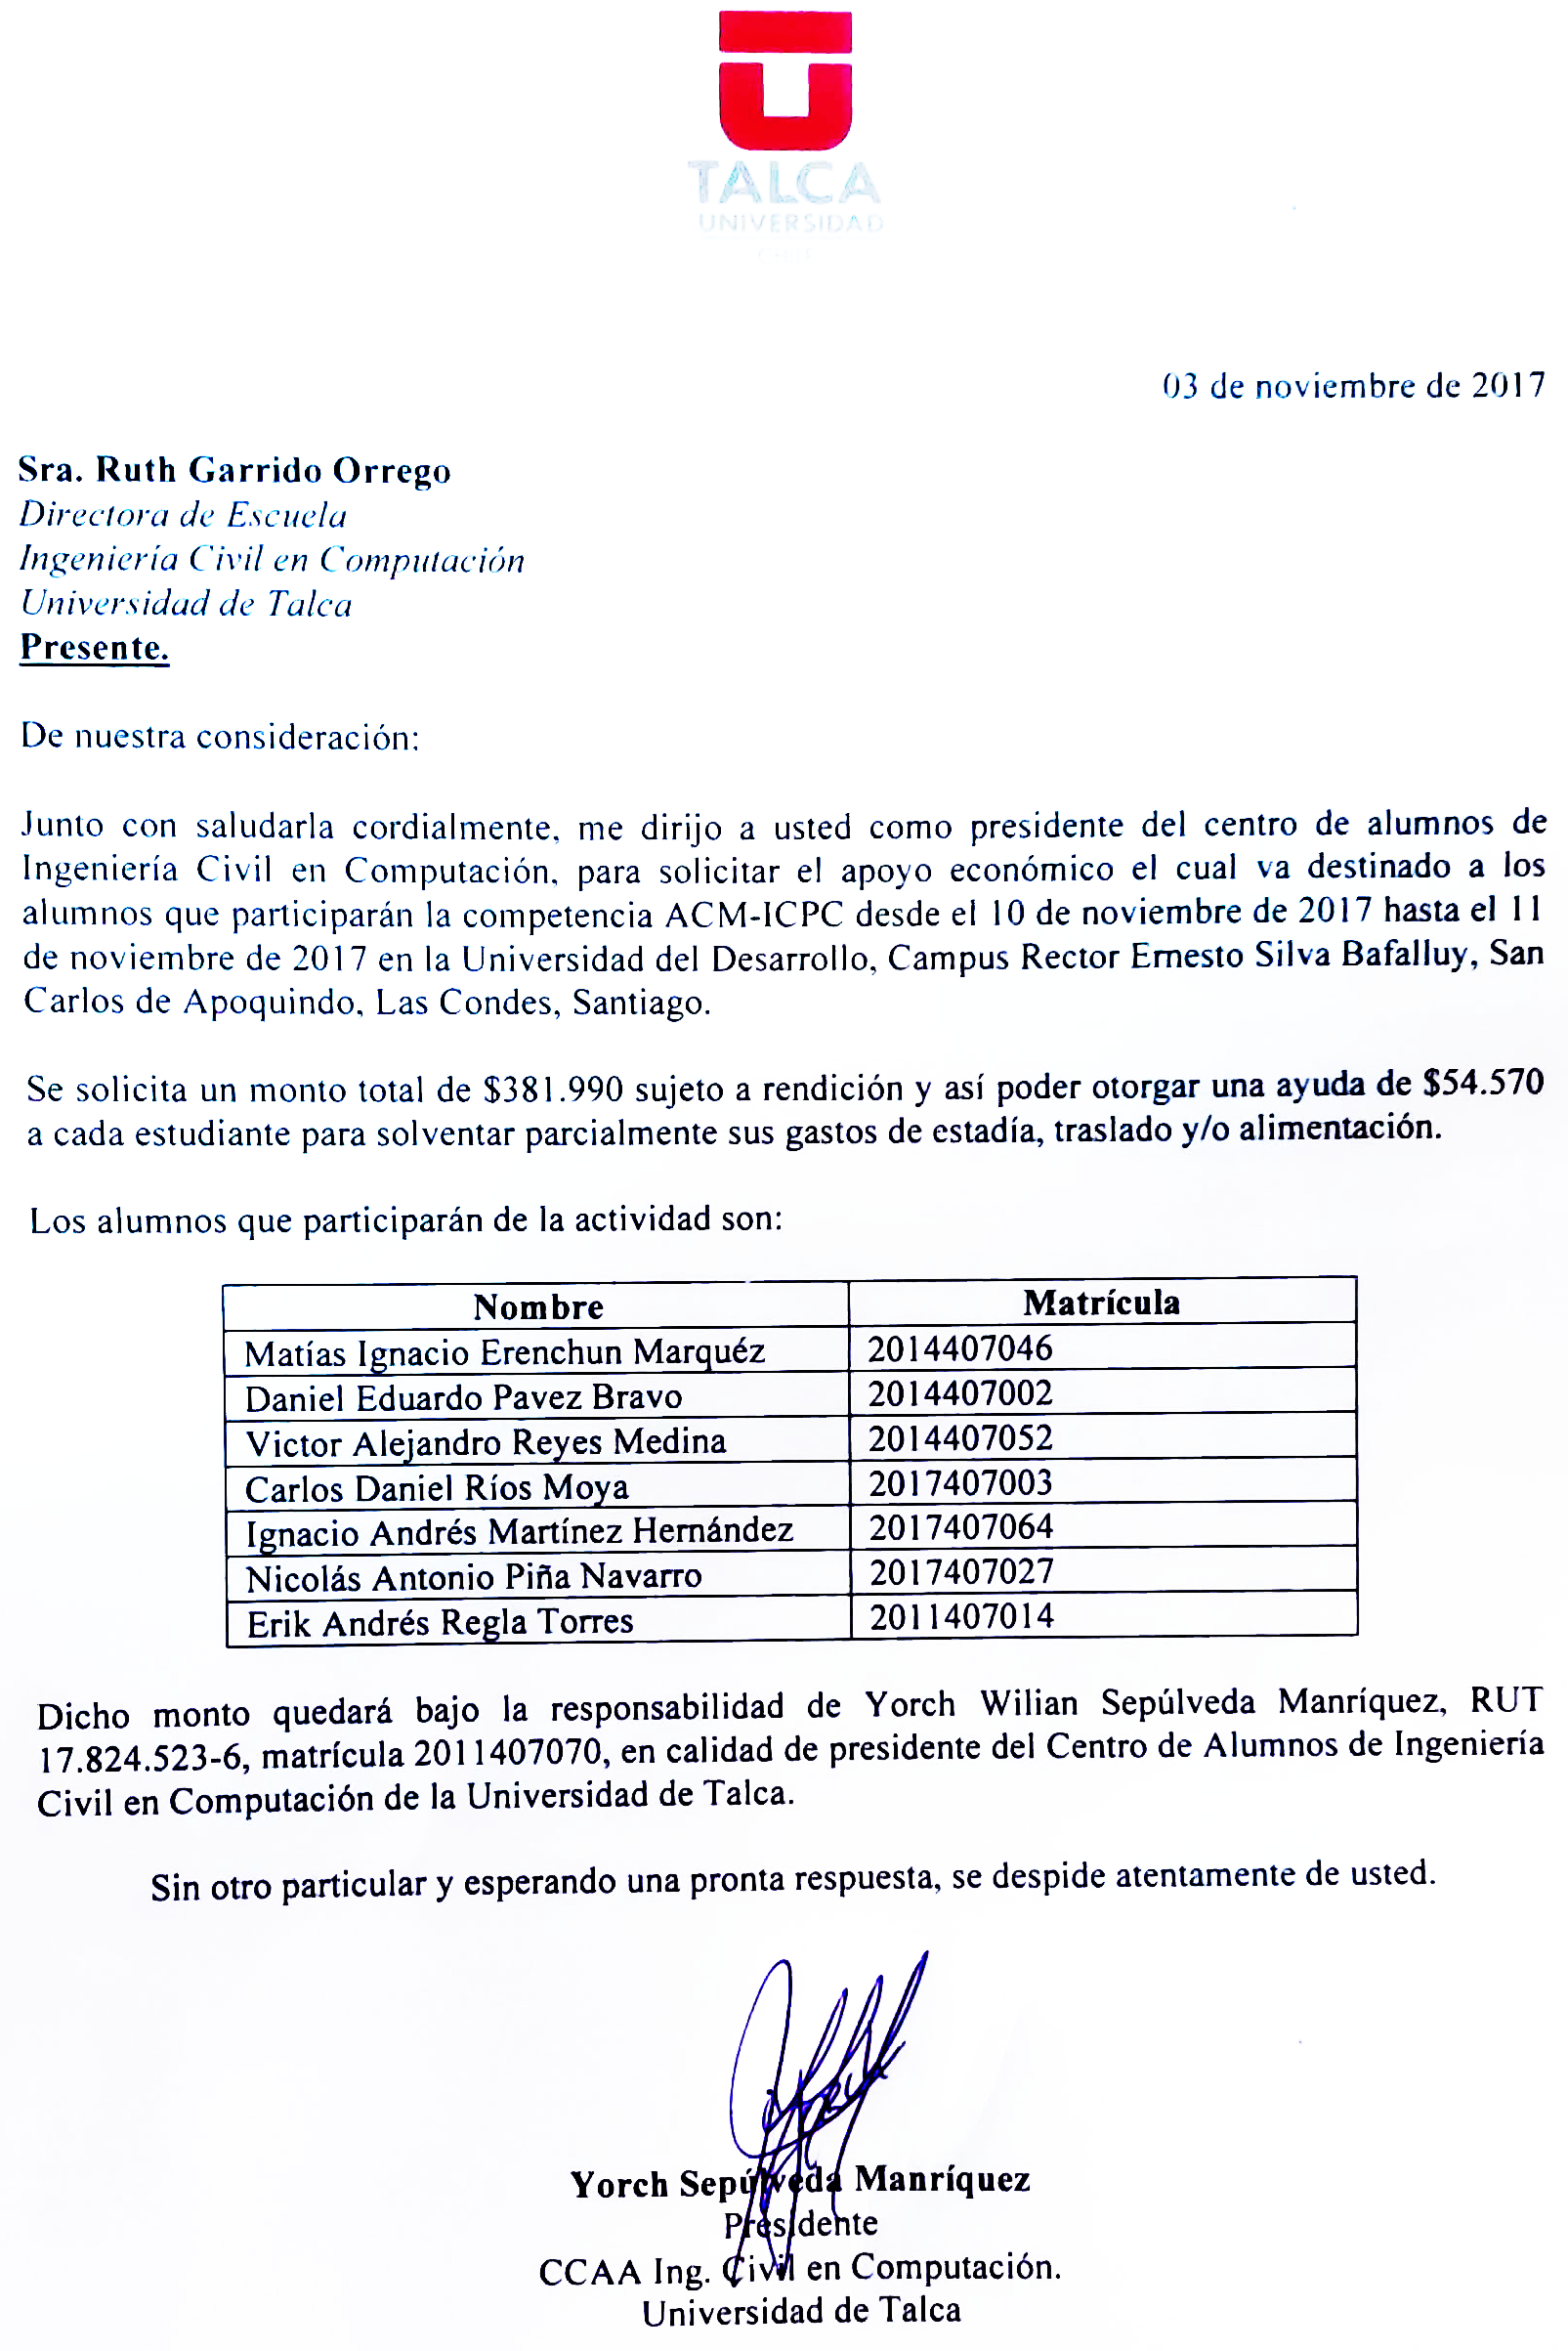 TALCA
UNIVERSIDAD
CHILE
03 de noviembre de 2017
Sra. Ruth Garrido Orrego
Directora de Escuela
Ingeniería Civil en Computación
Universidad de Talca
Presente.
De nuestra consideración:
Junto con saludarla cordialmente, me dirijo a usted como presidente del centro de alumnos de
Ingeniería Civil en Computación, para solicitar el apoyo económico el cual va destinado a los
alumnos que participarán la competencia ACM-ICPC desde el 10 de noviembre de 2017 hasta el 11
de noviembre de 2017 en la Universidad del Desarrollo, Campus Rector Ernesto Silva Bafalluy, San
Carlos de Apoquindo, Las Condes, Santiago.
Se solicita un monto total de $381.990 sujeto a rendición y así poder otorgar una ayuda de $54.570
a cada estudiante para solventar parcialmente sus gastos de estadía, traslado y/o alimentación.
Los alumnos que participarán de la actividad son:
Nombre Matrícula
Matías Ignacio Erenchun Marquéz 2014407046
Daniel Eduardo Pavez Bravo 2014407002
Victor Alejandro Reyes Medina 2014407052
Carlos Daniel Ríos Moya 2017407003
Ignacio Andrés Martínez Hernández 2017407064
Nicolás Antonio Piña Navarro 2017407027
Erik Andrés Regla Torres 2011407014
Dicho monto quedará bajo la responsabilidad de Yorch Wilian Sepúlveda Manríquez, RUT
17.824.523-6, matrícula 2011407070, en calidad de presidente del Centro de Alumnos de Ingeniería
Civil en Computación de la Universidad de Talca.
Sin otro particular y esperando una pronta respuesta, se despide atentamente de usted.
Yorch Sepúlveda Manríquez
Presidente
CCAA Ing. Civil en Computación.
Universidad de Talca